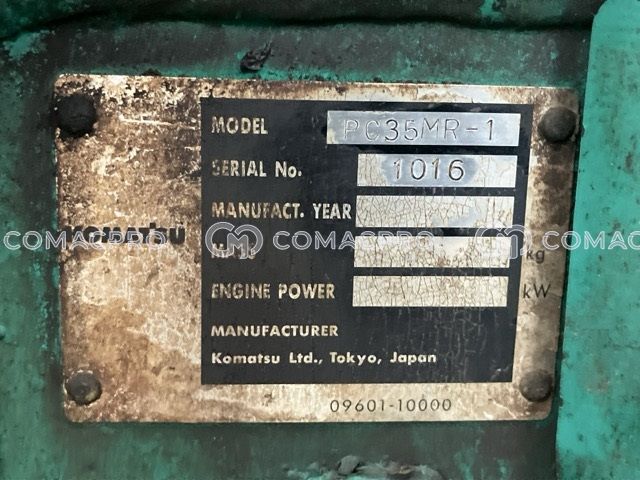 MODEL PC35MR-1
SERIAL No. 1016
MANUFACT. YEAR
KOMATSU
COMACPRO COMACPRO COMAC
kg
ENGINE POWER kW
MANUFACTURER
Komatsu Ltd., Tokyo, Japan
09601-10000